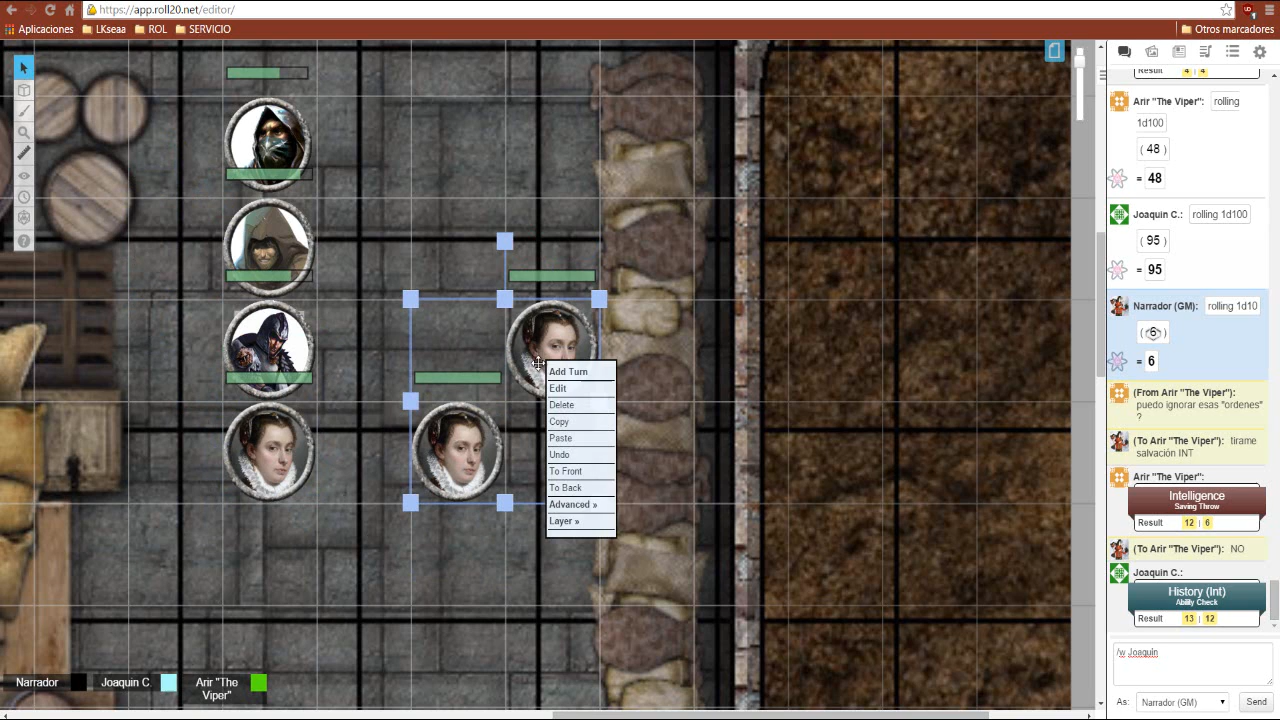 https://app.roll20.net/editor/
Aplicaciones LKseaa ROL SERVICIO Otros marcadores
Add Turn
Edit
Delete
Copy
Paste
Undo
To Front
To Back
Advanced »
Layer »
Narrador Joaquin C. Arir "The
Viper"
Result 4 | 4
Arir "The Viper": rolling
1d100
( 48 )
= 48
Joaquin C.: rolling 1d100
( 95 )
= 95
Narrador (GM): rolling 1d10
( 6 )
= 6
(From Arir "The Viper"):
puedo ignorar esas "ordenes"
?
(To Arir "The Viper"): tirame
salvación INT
Arir "The Viper":
Intelligence
Saving Throw
Result 12 | 6
(To Arir "The Viper"): NO
Joaquin C.:
History (Int)
Ability Check
Result 13 | 12
/w Joaquin
As: Narrador (GM) Send